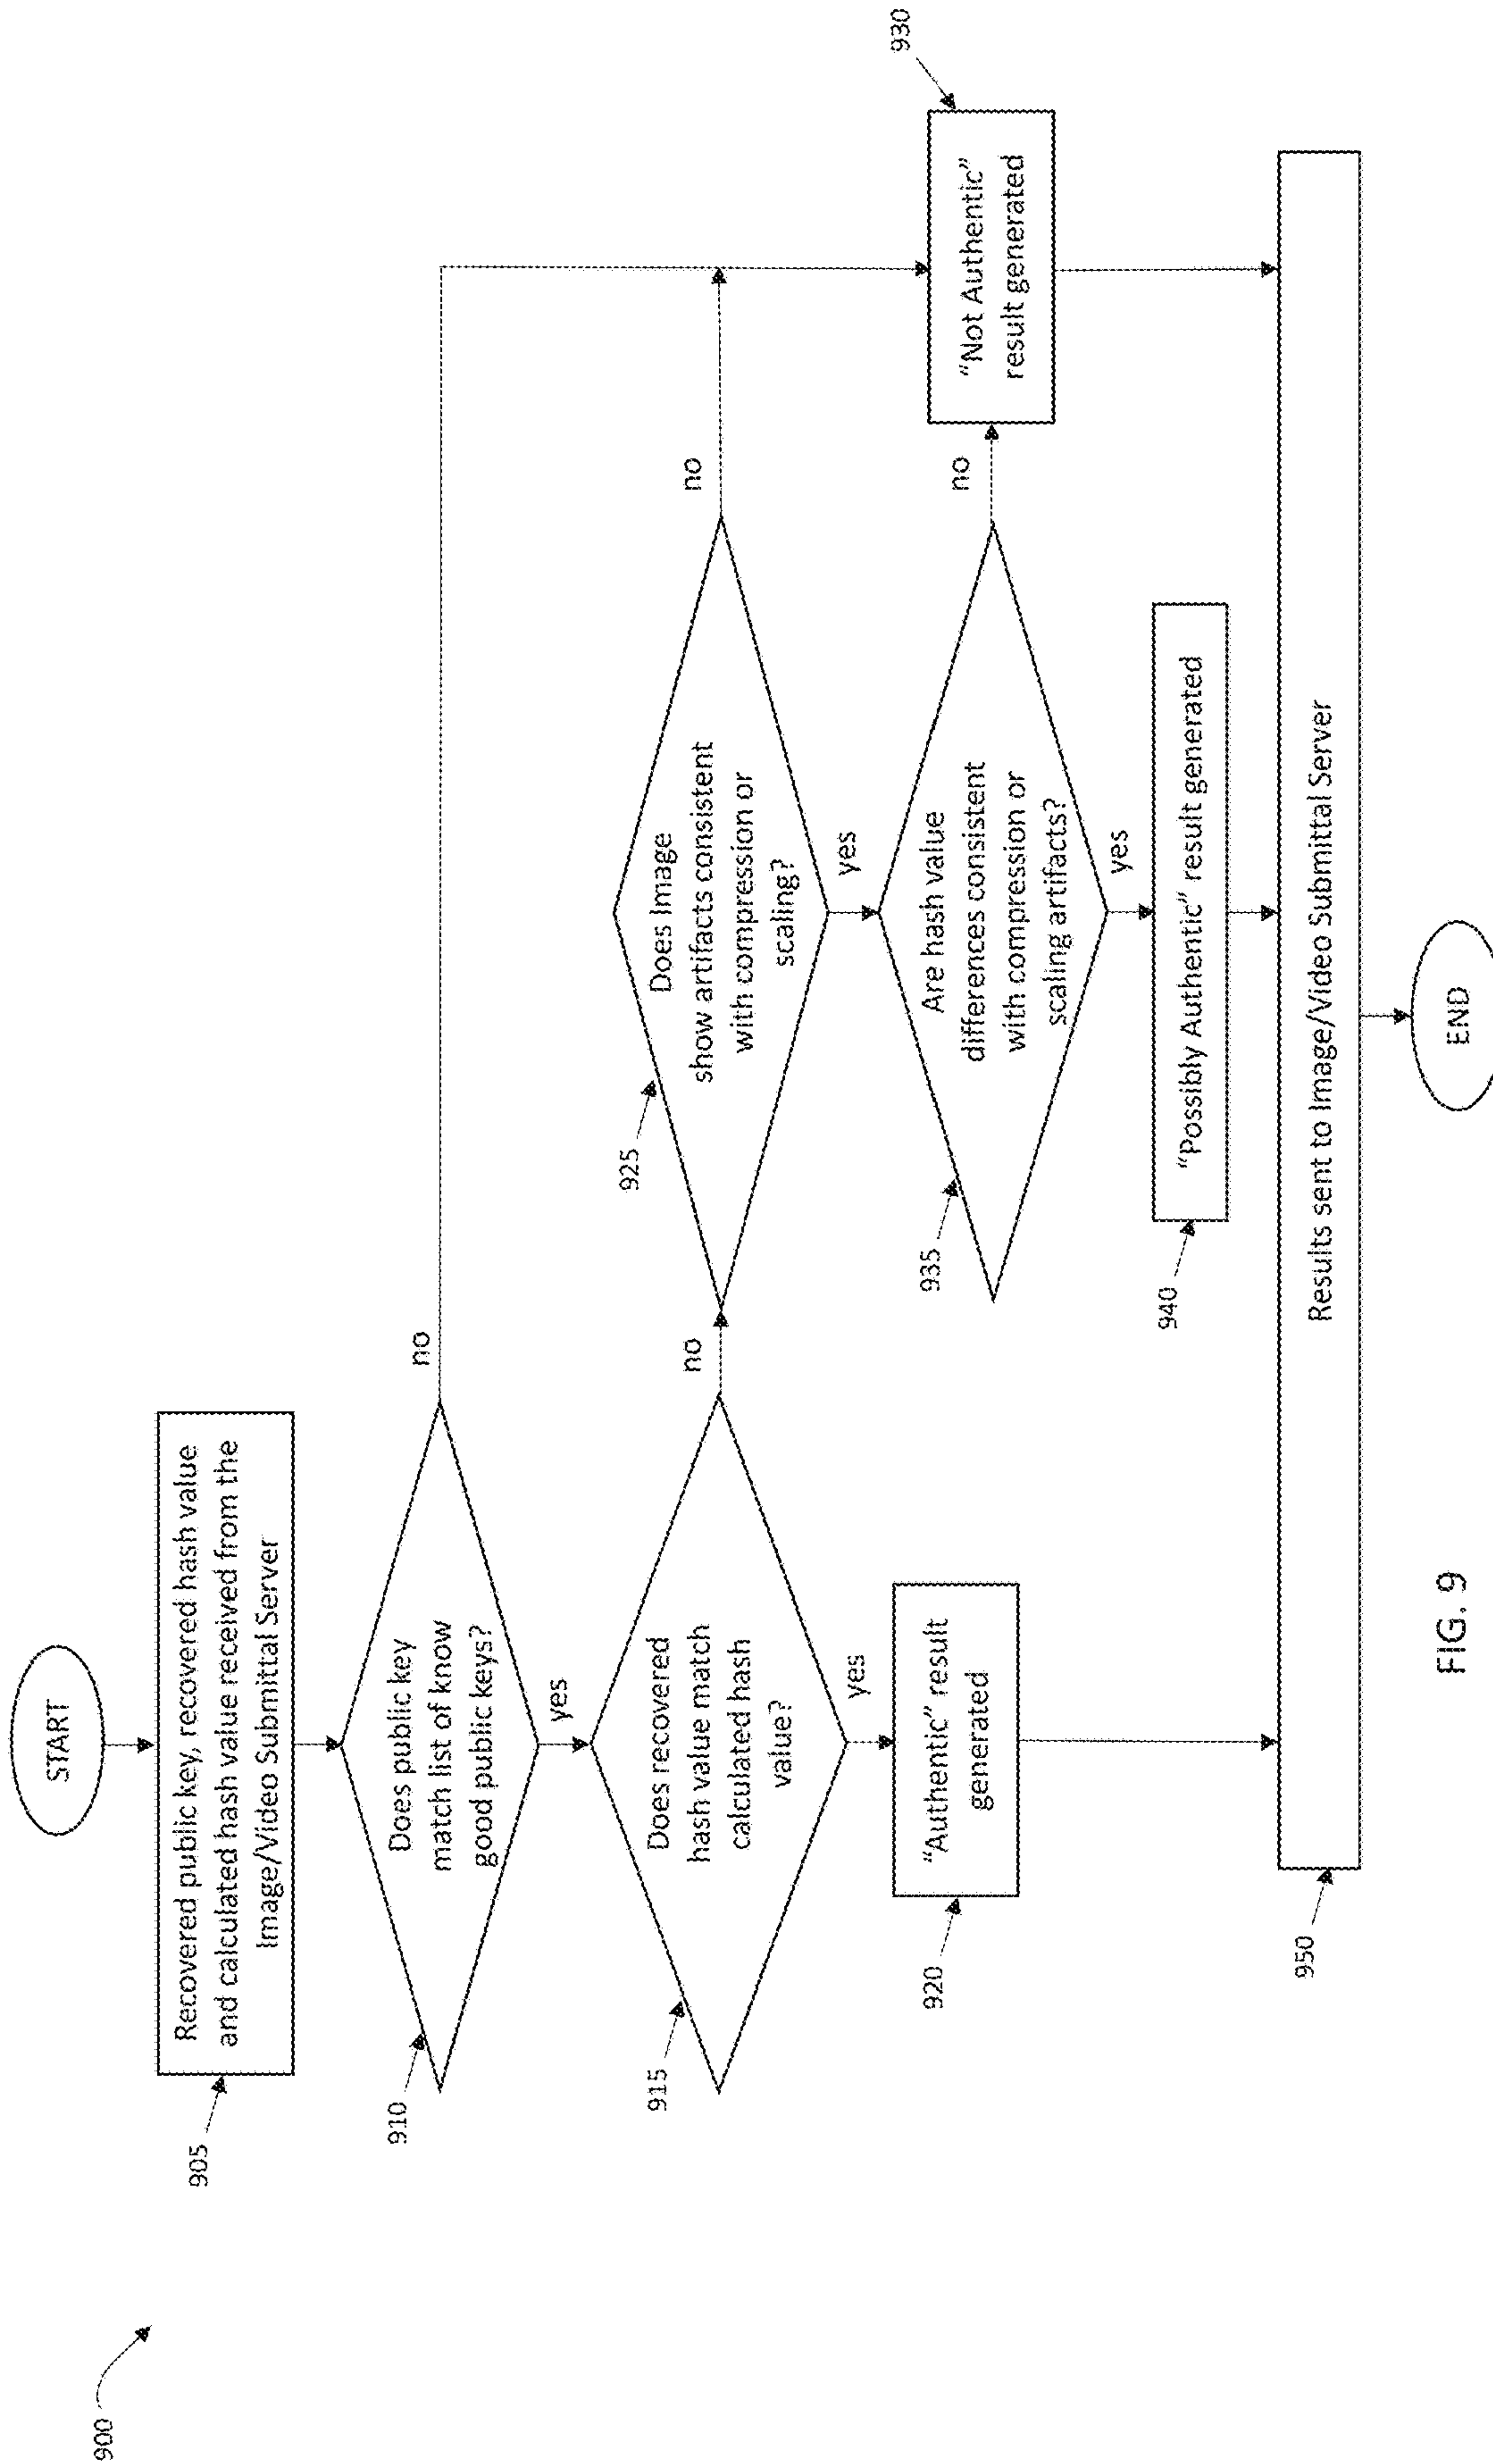 900
START
905
Recovered public key, recovered hash value
and calculated hash value received from the
Image/Video Submittal Server
910
Does public key
match list of know
good public keys?
no
yes
915
Does recovered
hash value match
calculated hash
value?
no
yes
925
Does Image
show artifacts consistent
with compression or
scaling?
no
yes
920
"Authentic" result
generated
935
Are hash value
differences consistent
with compression or
scaling artifacts?
no
yes
930
"Not Authentic"
result generated
940
"Possibly Authentic" result generated
950
Results sent to Image/Video Submittal Server
END
FIG. 9